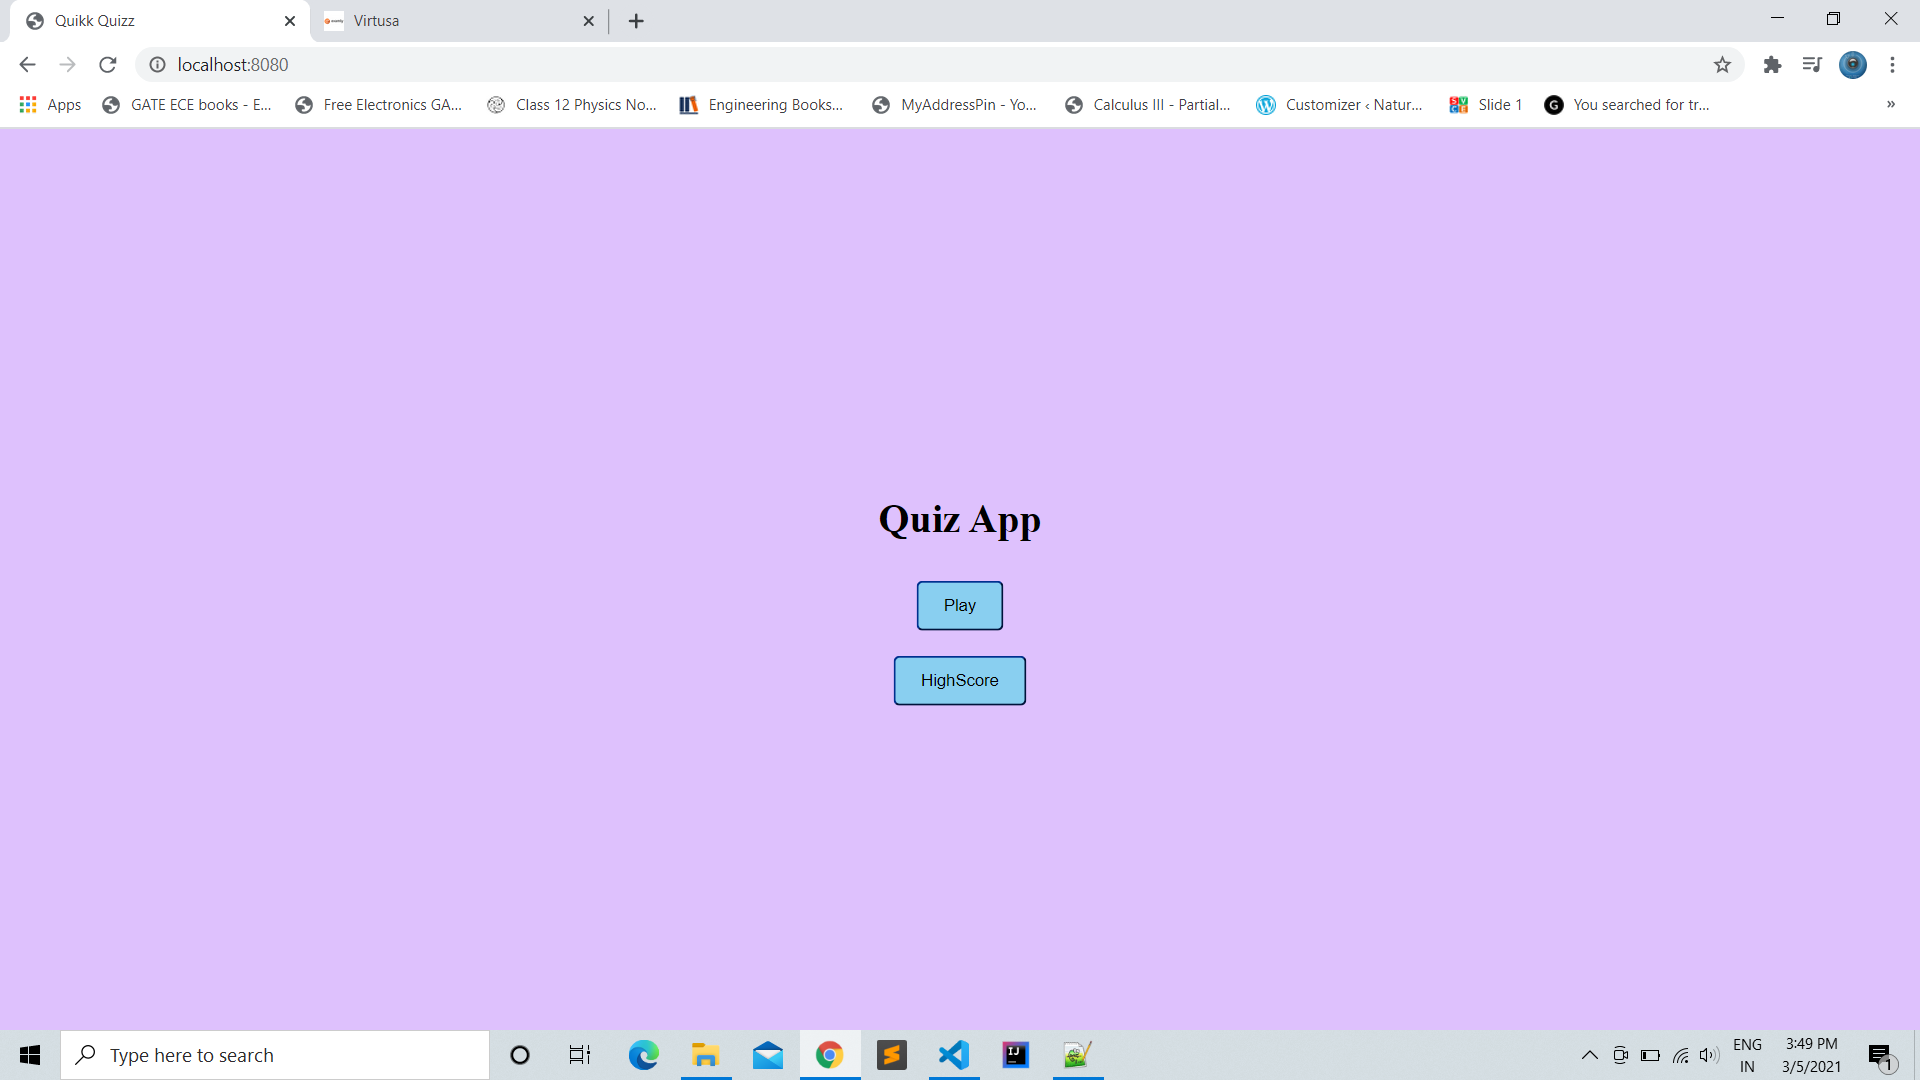 Quikk Quizz
Virtusa
localhost:8080
Apps
GATE ECE books - E...
Free Electronics GA...
Class 12 Physics No...
Engineering Books...
MyAddressPin - Yo...
Calculus III - Partial...
Customizer ‹ Natur...
Slide 1
G
You searched for tr...
»
Quiz App
Play
HighScore
Type here to search
IJ
ENG
IN
3:49 PM
3/5/2021
1